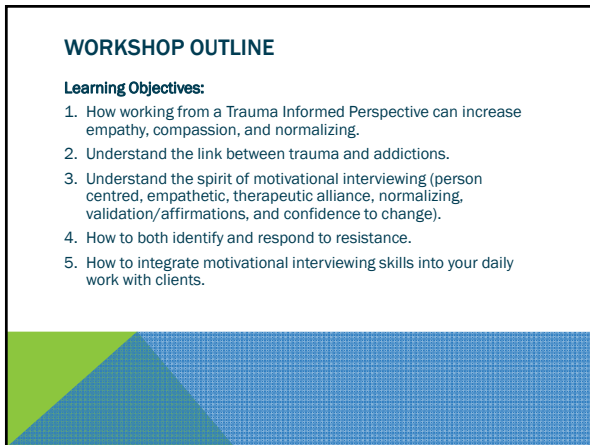 WORKSHOP OUTLINE
Learning Objectives:
1. How working from a Trauma Informed Perspective can increase
empathy, compassion, and normalizing.
2. Understand the link between trauma and addictions.
3. Understand the spirit of motivational interviewing (person
centred, empathetic, therapeutic alliance, normalizing,
validation/affirmations, and confidence to change).
4. How to both identify and respond to resistance.
5. How to integrate motivational interviewing skills into your daily
work with clients.